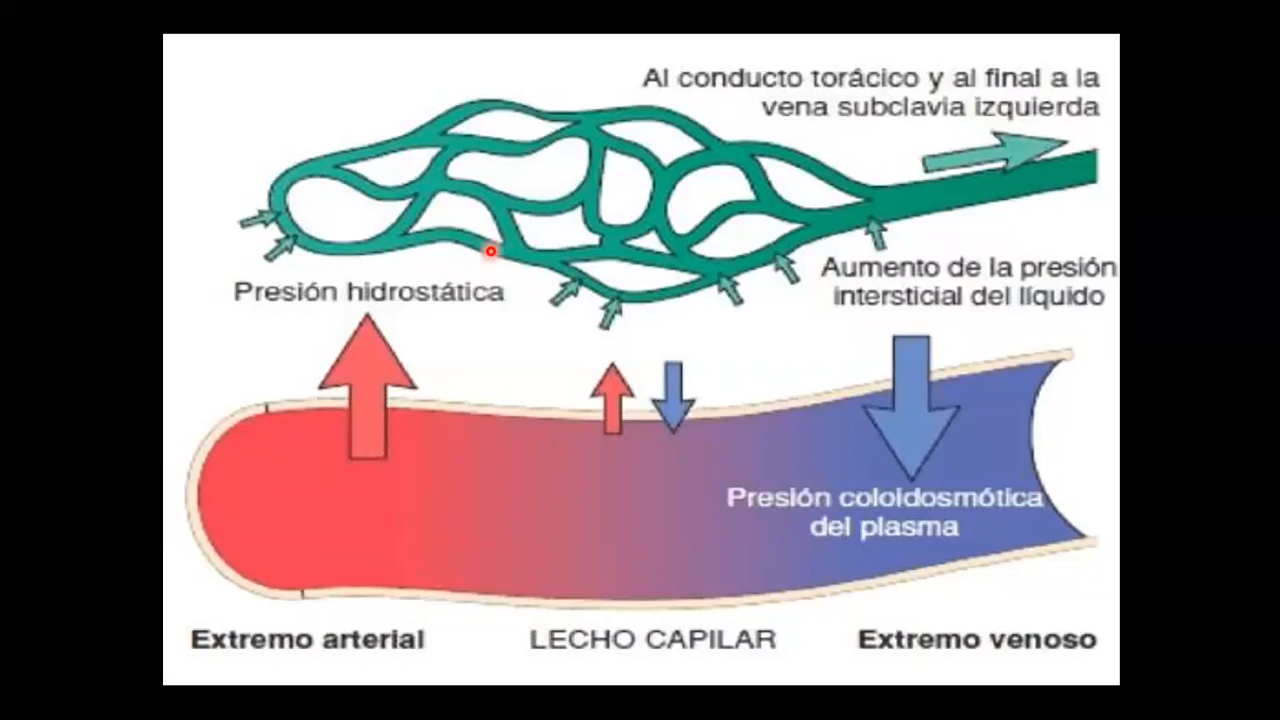 Al conducto torácico y al final a la
vena subclavia izquierda
Presión hidrostática
Aumento de la presión
intersticial del líquido
Presión coloidosmótica
del plasma
Extremo arterial
LECHO CAPILAR
Extremo venoso